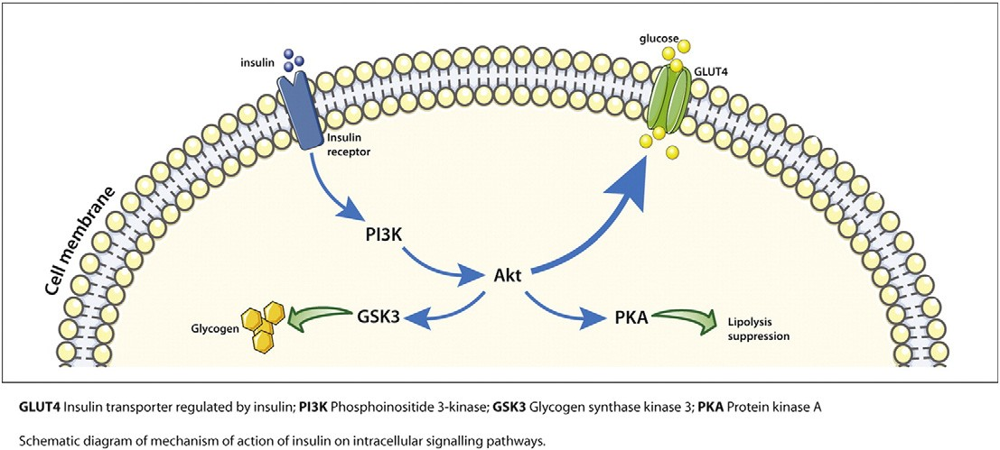 glucose
insulin
GLUT4
Insulin
receptor
Cell membrane
PI3K
Akt
Glycogen
GSK3
PKA
Lipolysis
suppression
GLUT4 Insulin transporter regulated by insulin; PI3K Phosphoinositide 3-kinase; GSK3 Glycogen synthase kinase 3; PKA Protein kinase A
Schematic diagram of mechanism of action of insulin on intracellular signalling pathways.